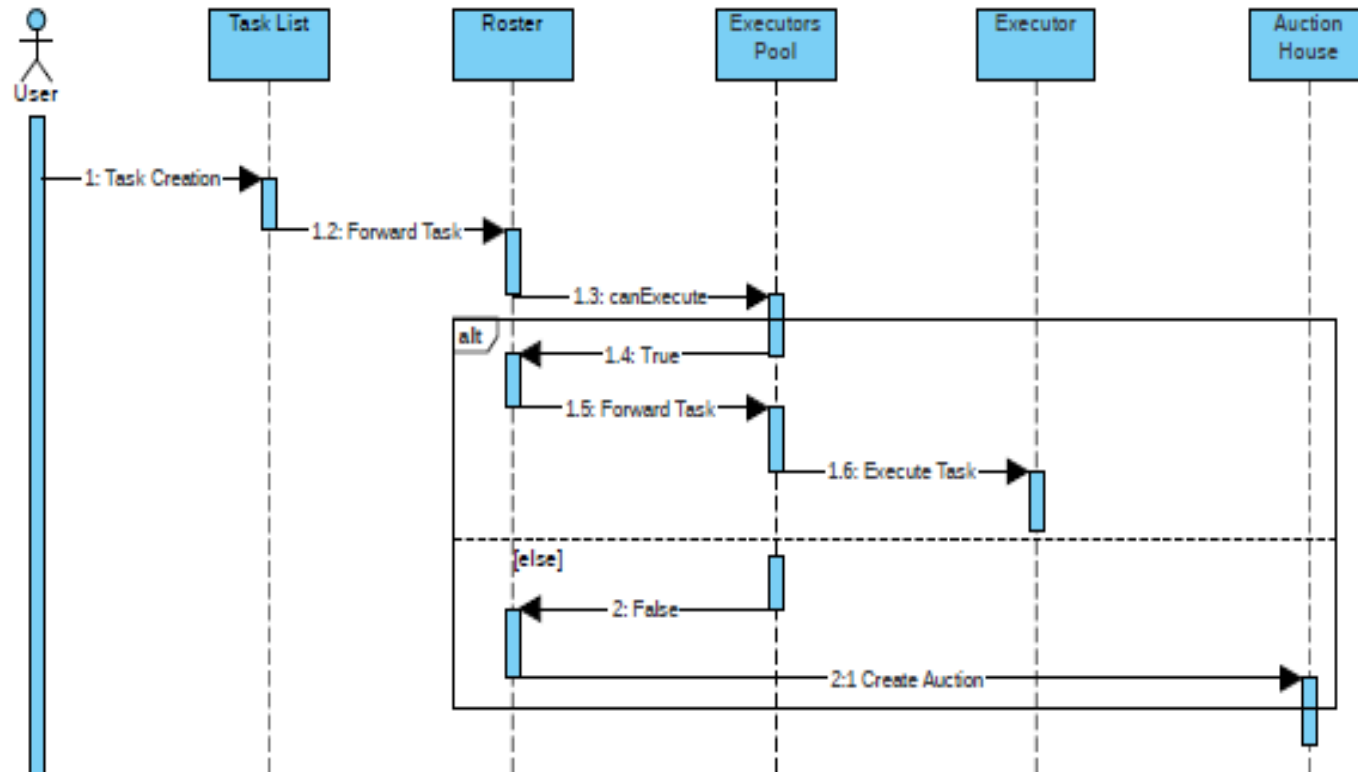 User
Task List
Roster
Executors
Pool
Executor
Auction
House
1: Task Creation
1.2: Forward Task
1.3: canExecute
alt
1.4: True
1.5: Forward Task
1.6: Execute Task
[else]
2: False
2:1 Create Auction